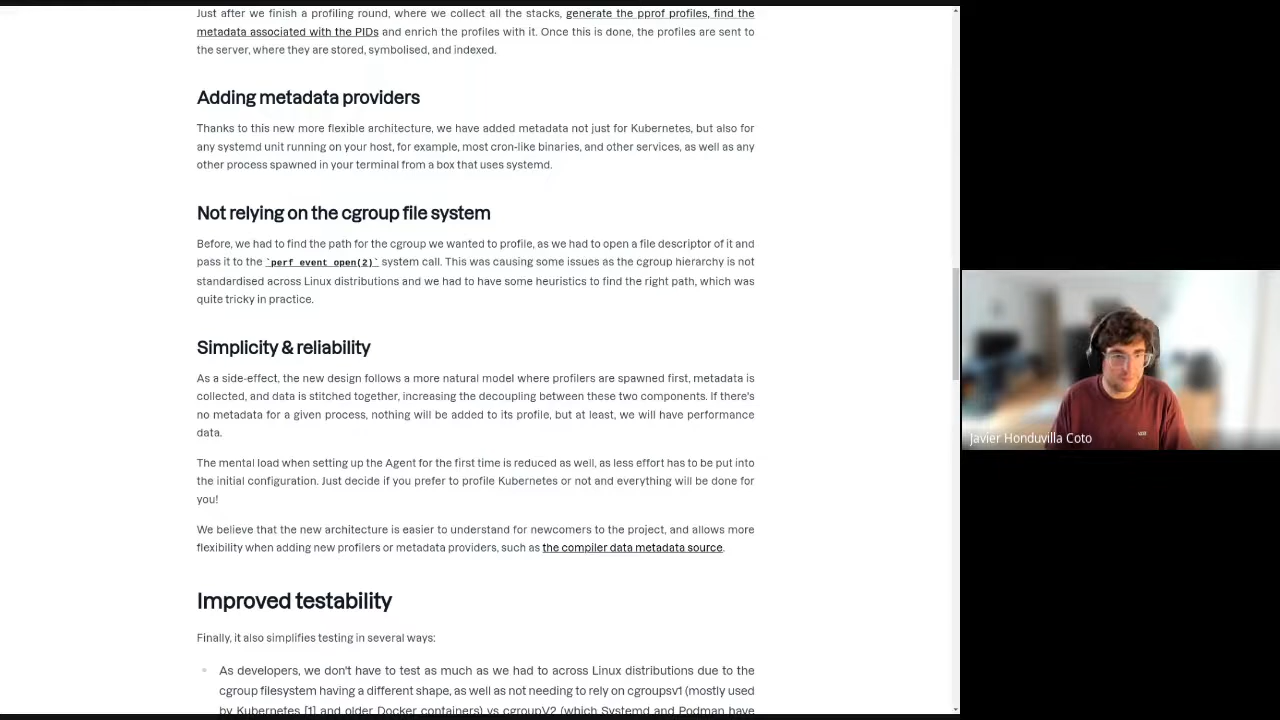 Just after we finish a profiling round, where we collect all the stacks, generate the pprof profiles, find the
metadata associated with the PIDs and enrich the profiles with it. Once this is done, the profiles are sent to
the server, where they are stored, symbolised, and indexed.
Adding metadata providers
Thanks to this new more flexible architecture, we have added metadata not just for Kubernetes, but also for
any systemd unit running on your host, for example, most cron-like binaries, and other services, as well as any
other process spawned in your terminal from a box that uses systemd.
Not relying on the cgroup file system
Before, we had to find the path for the cgroup we wanted to profile, as we had to open a file descriptor of it and
pass it to the `perf_event_open(2)` system call. This was causing some issues as the cgroup hierarchy is not
standardised across Linux distributions and we had to have some heuristics to find the right path, which was
quite tricky in practice.
Simplicity & reliability
As a side-effect, the new design follows a more natural model where profilers are spawned first, metadata is
collected, and data is stitched together, increasing the decoupling between these two components. If there's
no metadata for a given process, nothing will be added to its profile, but at least, we will have performance
data.
The mental load when setting up the Agent for the first time is reduced as well, as less effort has to be put into
the initial configuration. Just decide if you prefer to profile Kubernetes or not and everything will be done for
you!
We believe that the new architecture is easier to understand for newcomers to the project, and allows more
flexibility when adding new profilers or metadata providers, such as the compiler data metadata source.
Improved testability
Finally, it also simplifies testing in several ways:
As developers, we don't have to test as much as we had to across Linux distributions due to the
cgroup filesystem having a different shape, as well as not needing to rely on cgroupsv1 (mostly used
by Kubernetes [1] and older Docker containers) vs cgroupV2 (which Systemd and Podman have
Javier Honduvilla Coto